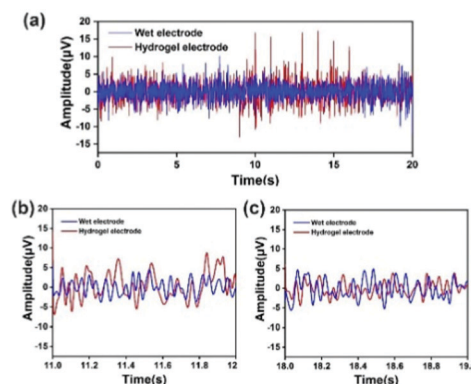 (a)
Wet electrode
Hydrogel electrode
Amplitude(μV)
20
15
10
5
0
-5
-10
-15
0 5 10 15 20
Time(s)
(b)
Wet electrode
Hydrogel electrode
Amplitude(μV)
20
15
10
5
0
-5
-10
-15
11.0 11.2 11.4 11.6 11.8 12
Time(s)
(c)
Wet electrode
Hydrogel electrode
Amplitude(μV)
20
15
10
5
0
-5
-10
-15
18.0 18.2 18.4 18.6 18.8 19.
Time(s)